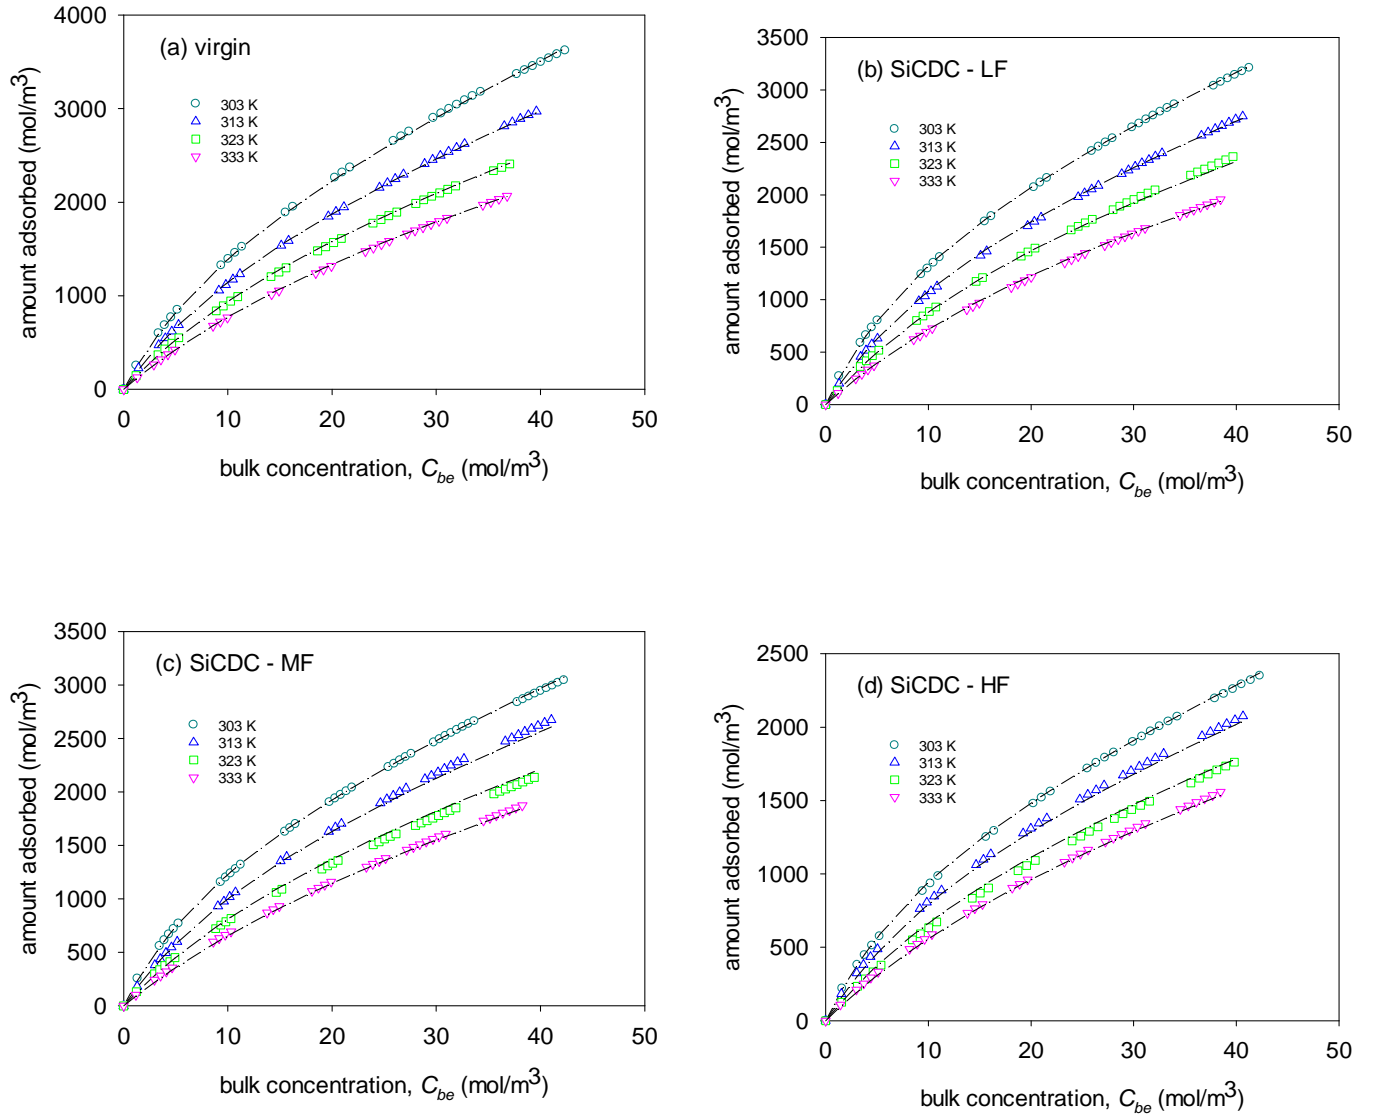 (a) virgin
303 K
313 K
323 K
333 K
amount adsorbed (mol/m3)
4000
3000
2000
1000
0
0 10 20 30 40 50
bulk concentration, Cbe (mol/m3)
(b) SiCDC - LF
303 K
313 K
323 K
333 K
amount adsorbed (mol/m3)
3500
3000
2500
2000
1500
1000
500
0
0 10 20 30 40 50
bulk concentration, Cbe (mol/m3)
(c) SiCDC - MF
303 K
313 K
323 K
333 K
amount adsorbed (mol/m3)
3500
3000
2500
2000
1500
1000
500
0
0 10 20 30 40 50
bulk concentration, Cbe (mol/m3)
(d) SiCDC - HF
303 K
313 K
323 K
333 K
amount adsorbed (mol/m3)
2500
2000
1500
1000
500
0
0 10 20 30 40 50
bulk concentration, Cbe (mol/m3)